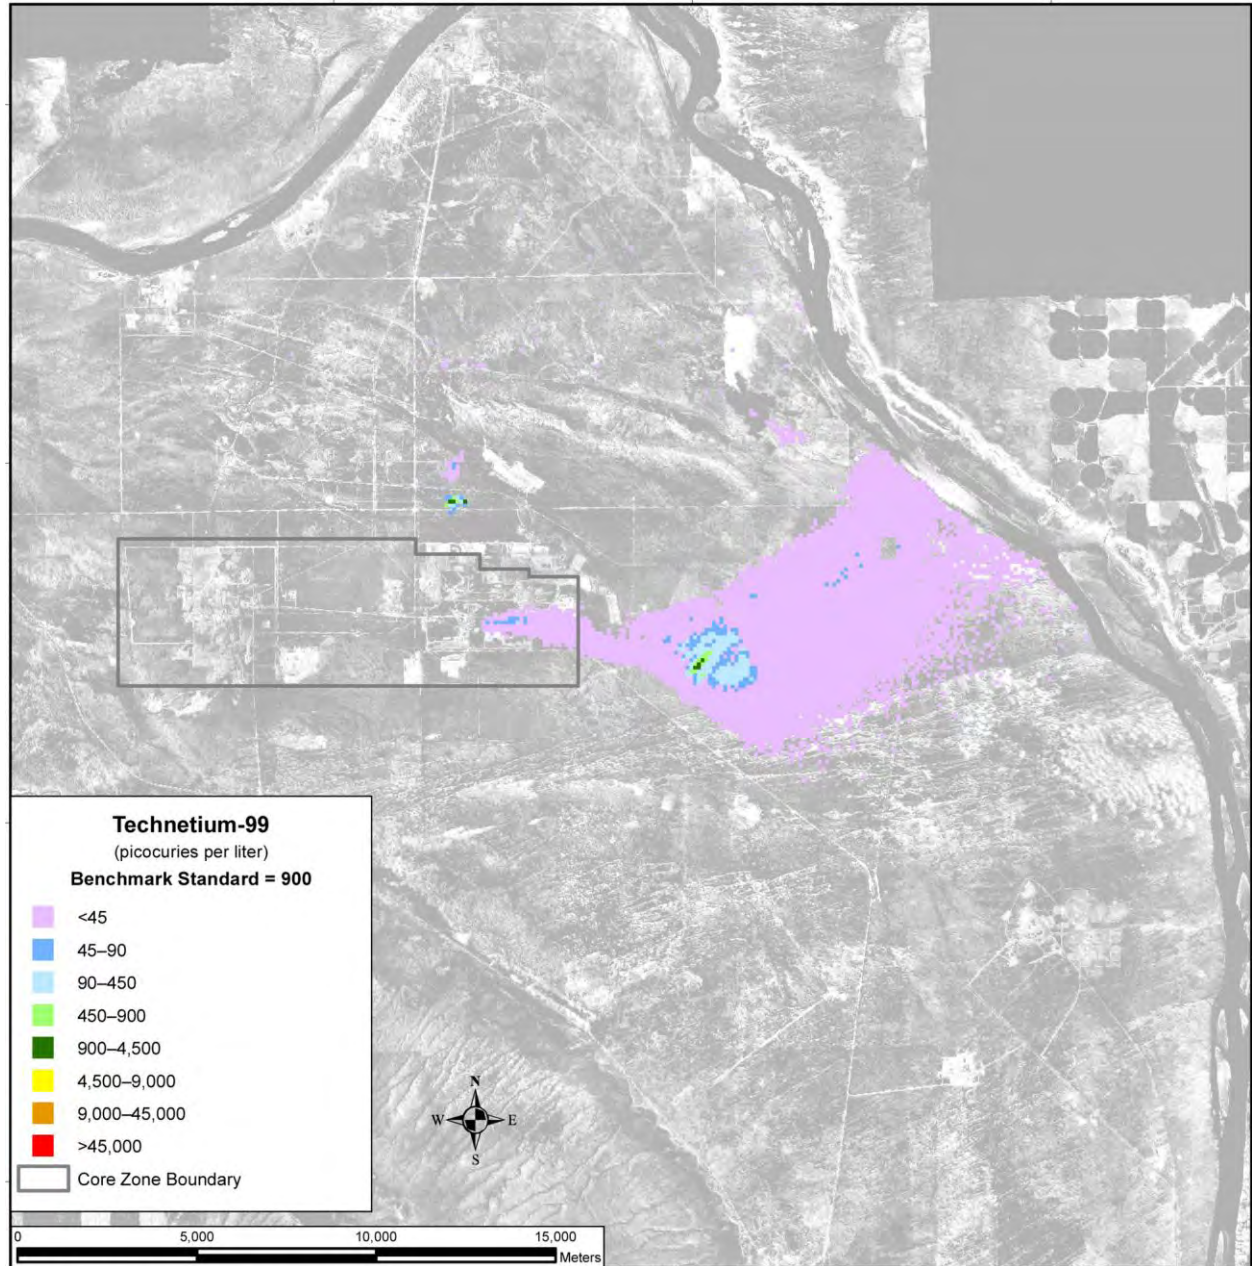 Technetium-99
(picocuries per liter)
Benchmark Standard = 900
<45
45–90
90–450
450–900
900–4,500
4,500–9,000
9,000–45,000
>45,000
Core Zone Boundary
N
W E
S
0 5,000 10,000 15,000
Meters